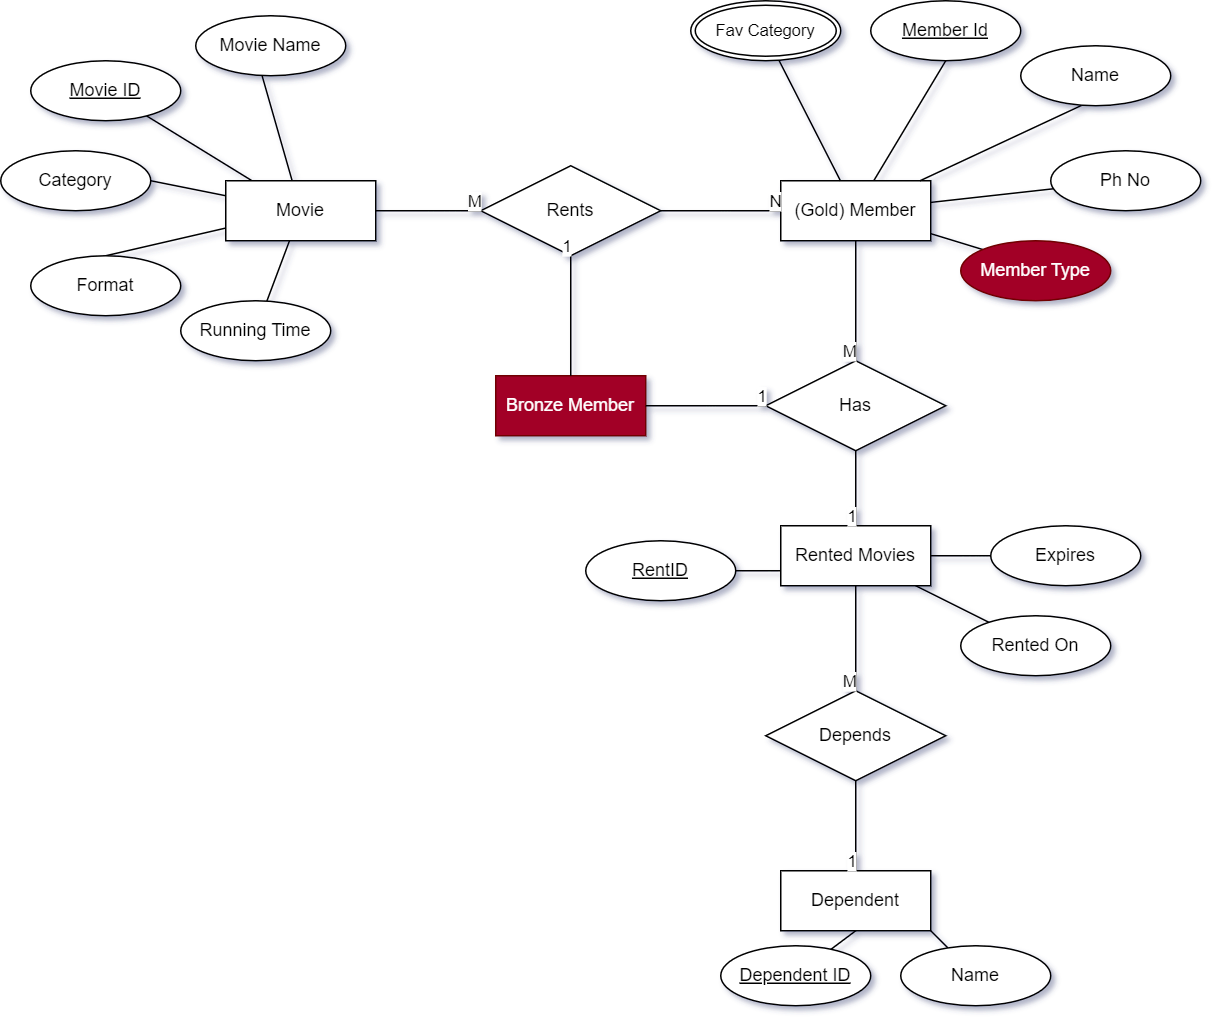 Fav Category
Member Id
Movie Name
Name
Movie ID
Category
Ph No
M
Rents
N
(Gold) Member
Movie
1
Member Type
Format
Running Time
M
Bronze Member
1
Has
1
Rented Movies
Expires
RentID
Rented On
M
Depends
1
Dependent
Dependent ID
Name